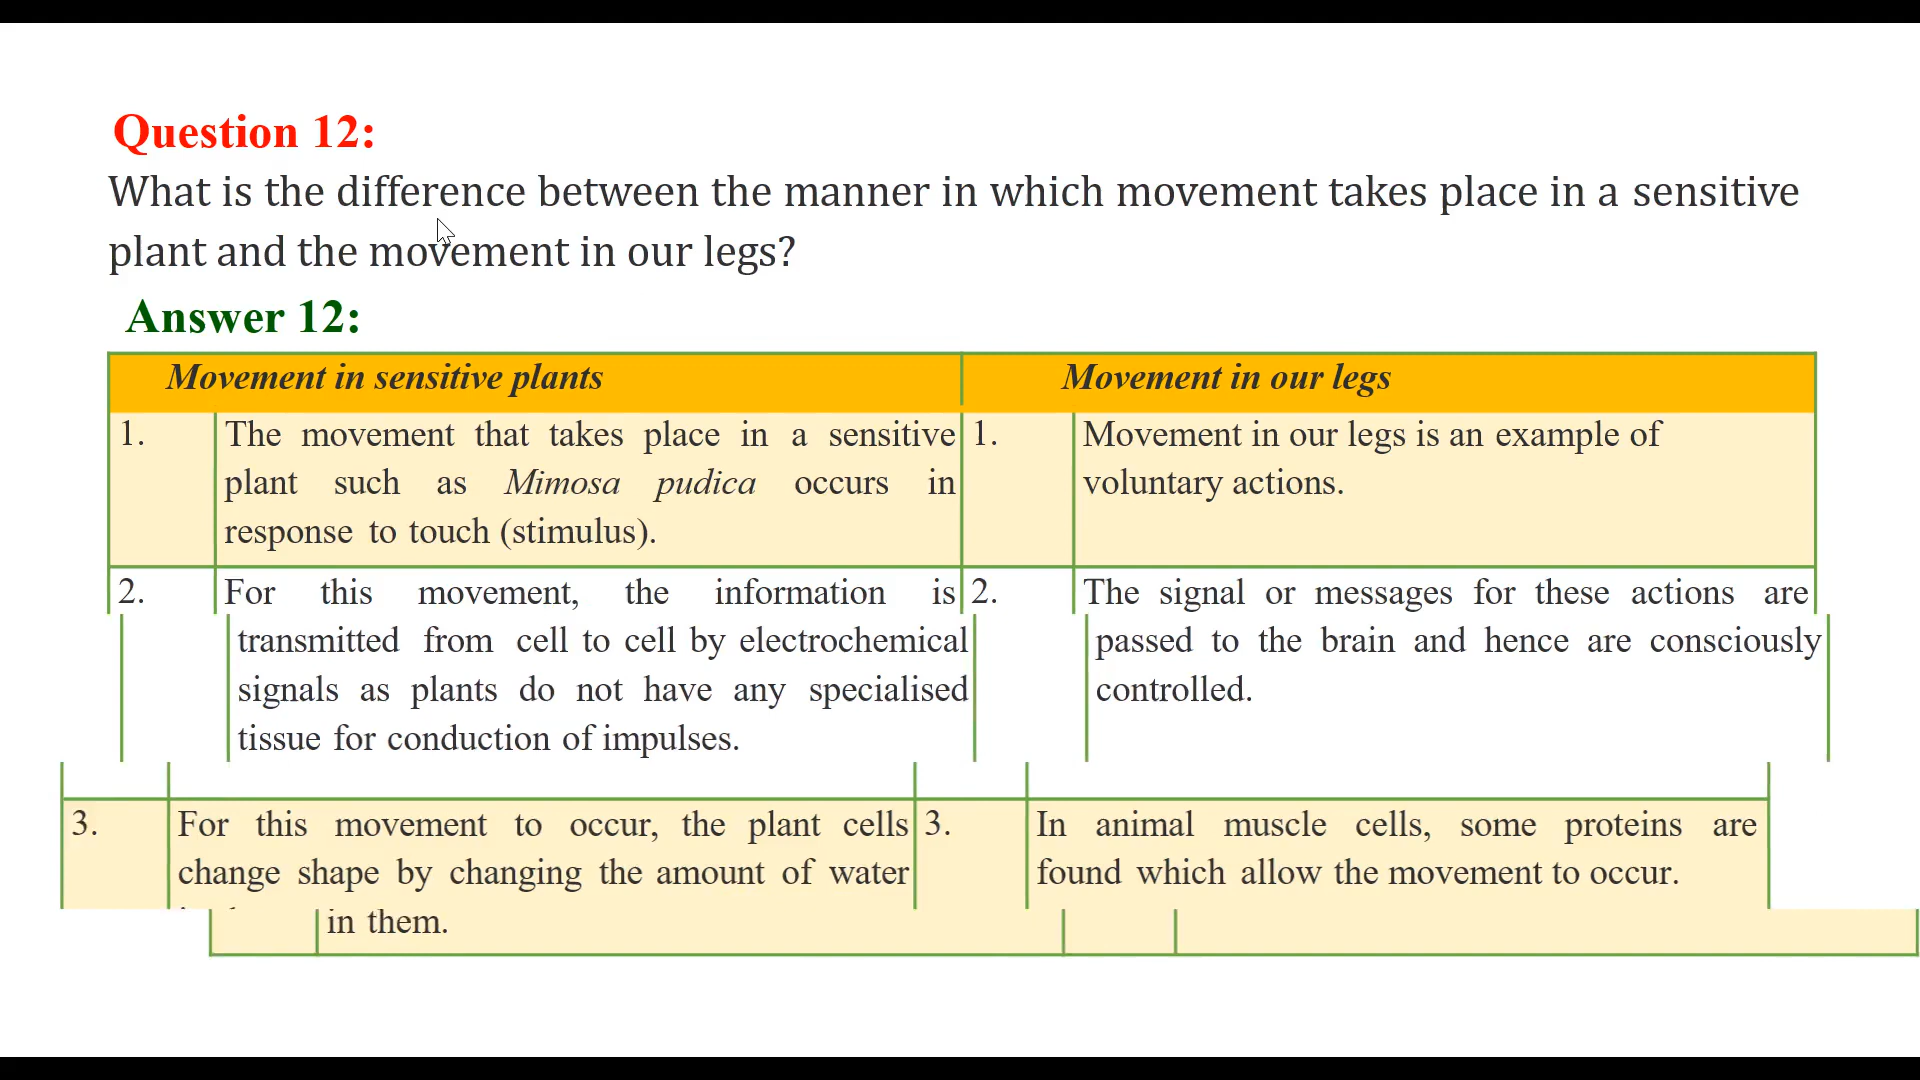 Question 12:
What is the difference between the manner in which movement takes place in a sensitive
plant and the movement in our legs?
Answer 12:
Movement in sensitive plants
Movement in our legs
1.
The movement that takes place in a sensitive
plant such as Mimosa pudica occurs in
response to touch (stimulus).
1.
Movement in our legs is an example of
voluntary actions.
2.
For this movement, the information is
transmitted from cell to cell by electrochemical
signals as plants do not have any specialised
tissue for conduction of impulses.
2.
The signal or messages for these actions are
passed to the brain and hence are consciously
controlled.
3.
For this movement to occur, the plant cells
change shape by changing the amount of water
in them.
3.
In animal muscle cells, some proteins are
found which allow the movement to occur.